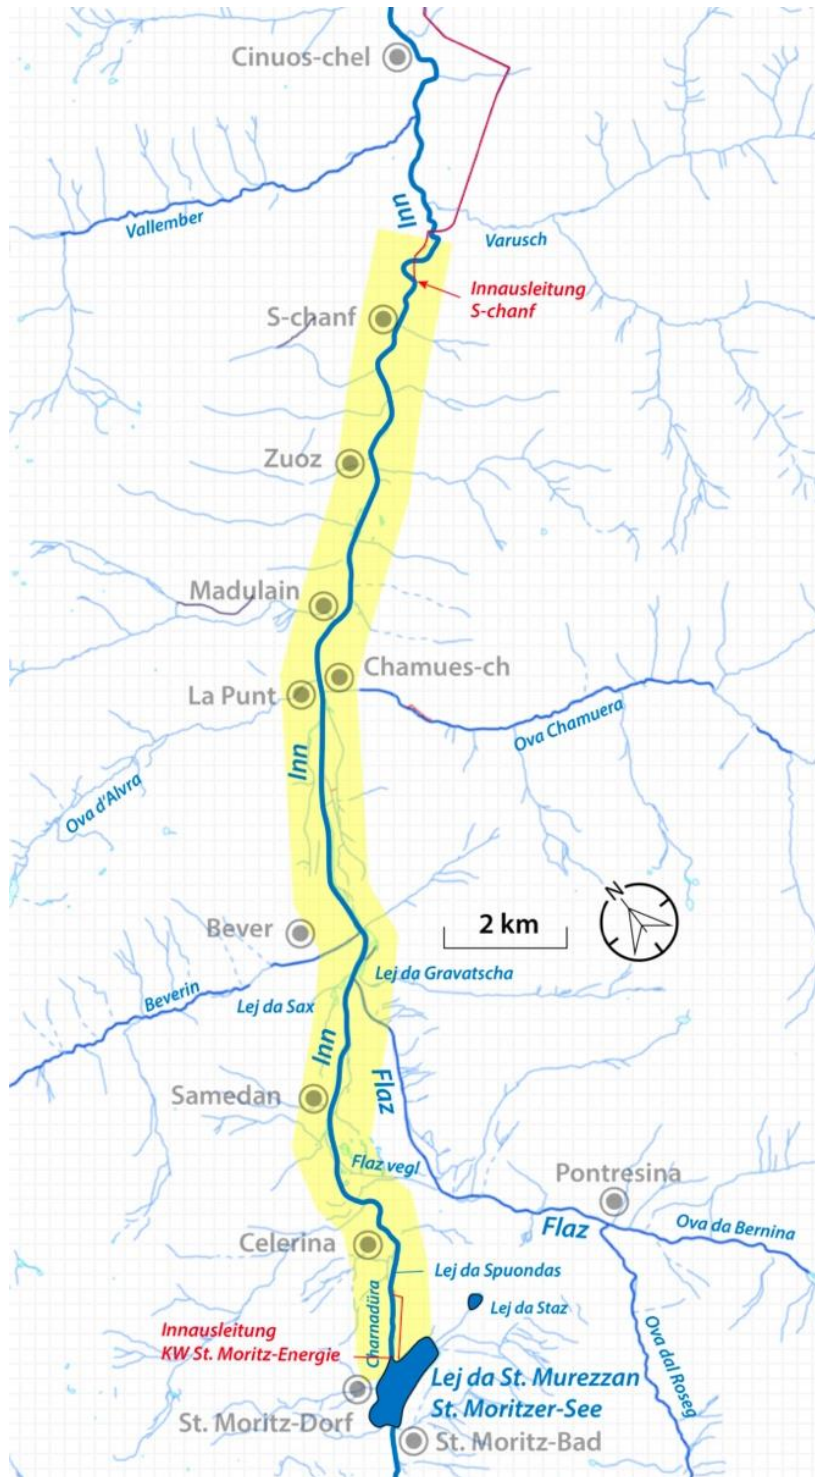 Cinuos-chel
Inn
Vallember
Varusch
Innausleitung
S-chanf
S-chanf
Zuoz
Madulain
Chamues-ch
La Punt
Ova Chamuera
Inn
Ova d'Alvra
N
2 km
Bever
Lej da Gravatscha
Beverin
Lej da Sax
Inn
Flaz
Samedan
Flaz vegl
Pontresina
Flaz
Ova da Bernina
Celerina
Lej da Spuondas
Lej da Staz
Charnadüra
Innausleitung
KW St. Moritz-Energie
Ova dal Roseg
Lej da St. Murezzan
St. Moritzer-See
St. Moritz-Dorf
St. Moritz-Bad